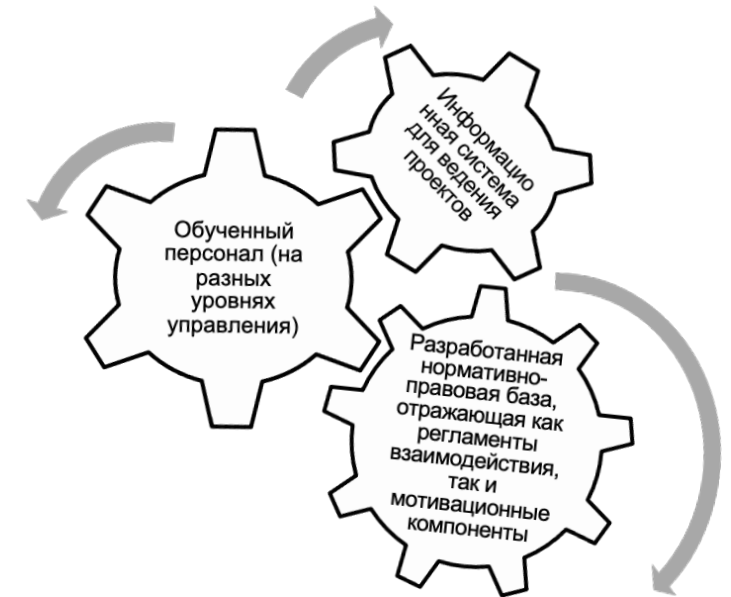 Информацио
нная система
для ведения
проектов
Обученный
персонал (на
разных
уровнях
управления)
Разработанная
нормативно-
правовая база,
отражающая как
регламенты
взаимодействия,
так и
мотивационные
компоненты